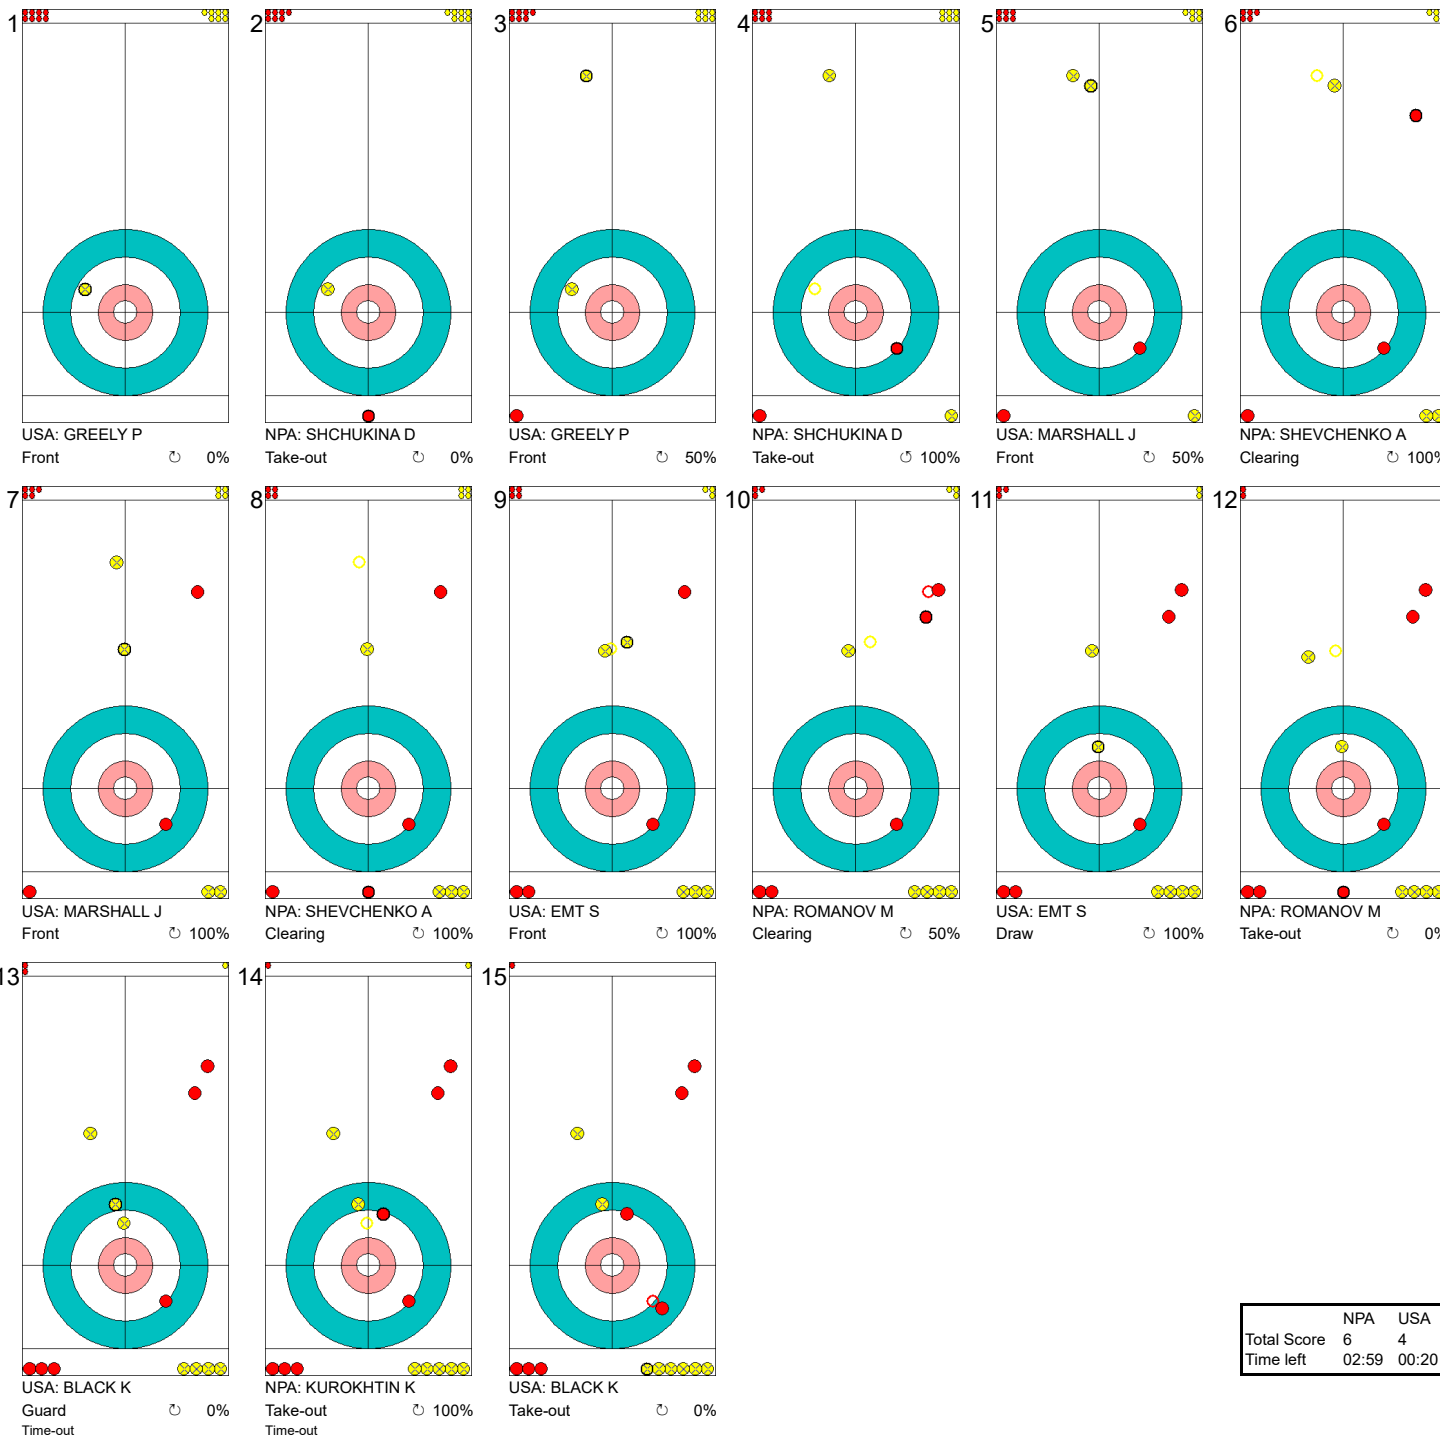 1 2 3 4 5 6
USA: GREELY P NPA: SHCHUKINA D USA: GREELY P NPA: SHCHUKINA D USA: MARSHALL J NPA: SHEVCHENKO A
Front 0% Take-out 0% Front 50% Take-out 100% Front 50% Clearing 100%
7 8 9 10 11 12
USA: MARSHALL J NPA: SHEVCHENKO A USA: EMT S NPA: ROMANOV M USA: EMT S NPA: ROMANOV M
Front 100% Clearing 100% Front 100% Clearing 50% Draw 100% Take-out 0%
13 14 15
USA: BLACK K NPA: KUROKHTIN K USA: BLACK K
Guard 0% Take-out 100% Take-out 0%
Time-out Time-out
NPA USA
Total Score 6 4
Time left 02:59 00:20